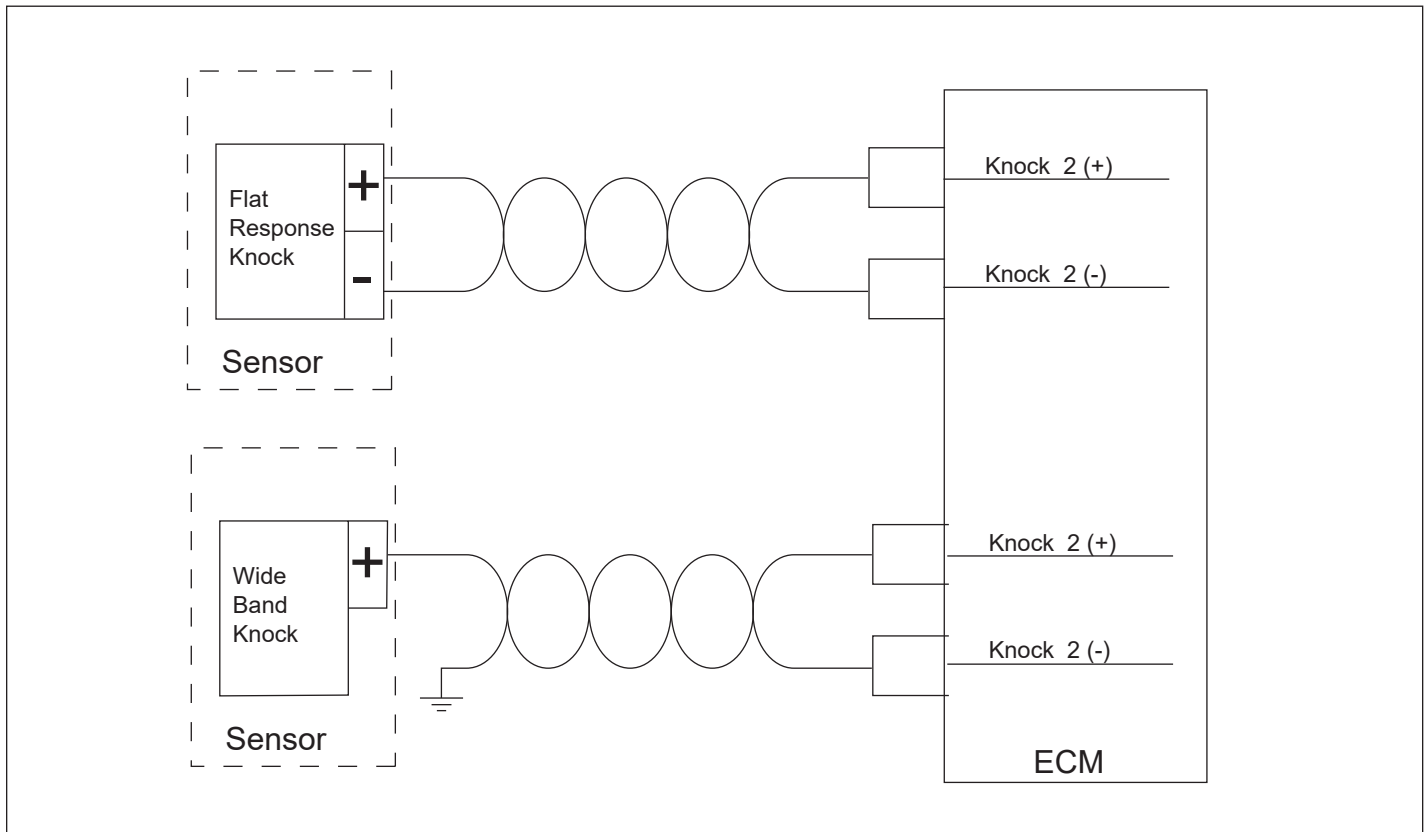 Flat
Response
Knock
+
-
Sensor
Knock 2 (+)
Knock 2 (-)
Wide
Band
Knock
+
Sensor
Knock 2 (+)
Knock 2 (-)
ECM